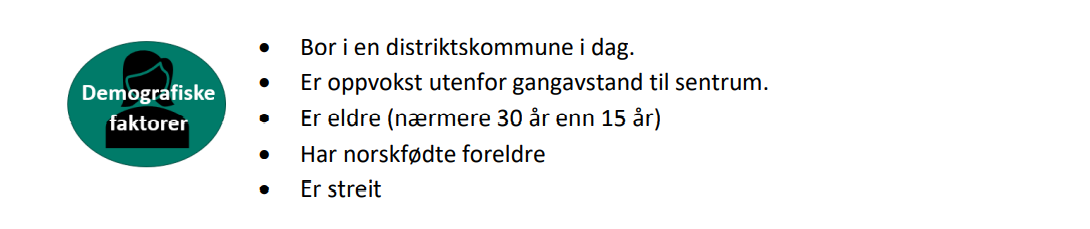 Demografiske
faktorer
• Bor i en distriktskommune i dag.
• Er oppvokst utenfor gangavstand til sentrum.
• Er eldre (nærmere 30 år enn 15 år)
• Har norskfødte foreldre
• Er streit